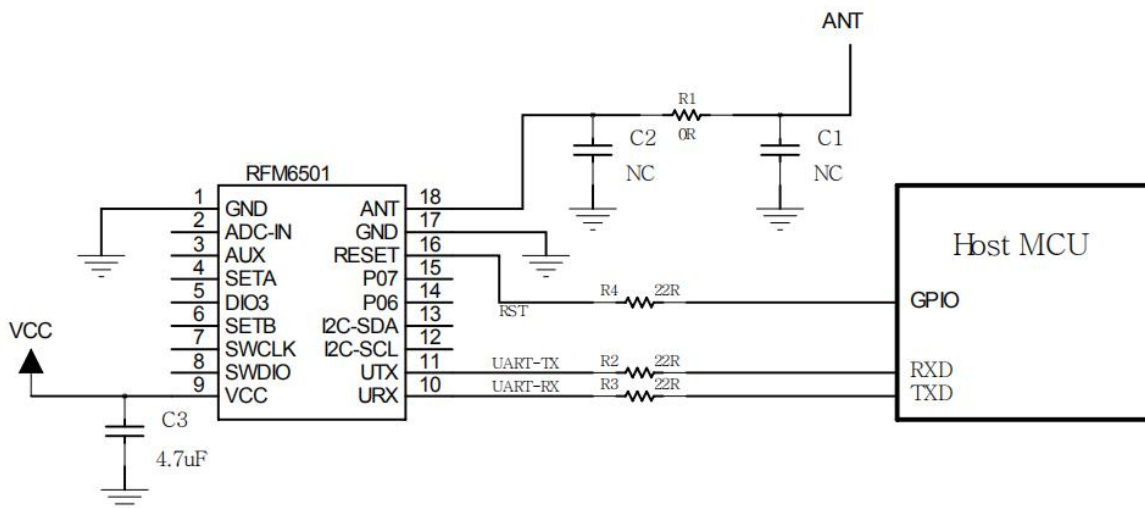 ANT
R1
0R
C2
NC
C1
NC
RFM6501
1 GND ANT 18
2 ADC-IN GND 17
3 AUX RESET 16
4 SETA P07 15
5 DIO3 P06 14
6 SETB I2C-SDA 13
7 SWCLK I2C-SCL 12
8 SWDIO UTX 11
9 VCC URX 10
Host MCU
GPIO
RXD
TXD
RST
R4 22R
UART-TX R2 22R
UART-RX R3 22R
VCC
C3
4.7uF